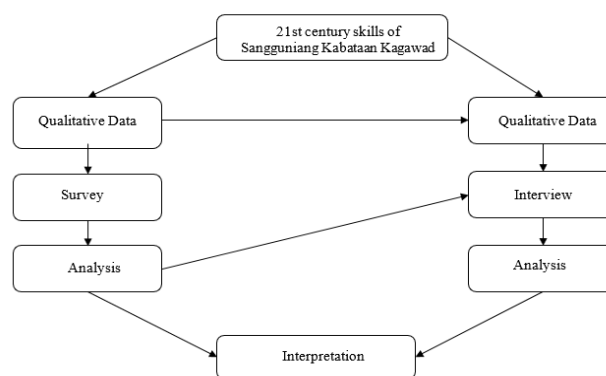 21st century skills of
Sangguniang Kabataan Kagawad
Qualitative Data
Qualitative Data
Survey
Interview
Analysis
Analysis
Interpretation